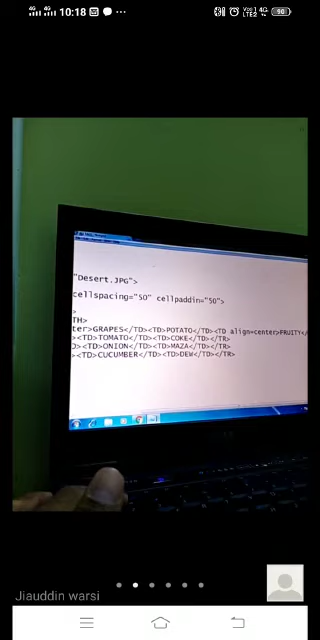 10:18
90
"Desert.JPG">
cellspacing="50" cellpaddin="50">
>
TH>
ter>GRAPES</TD><TD>POTATO</TD><TD align=center>FRUITY</
><TD>TOMATO</TD><TD>COKE</TD></TR>
D><TD>ONION</TD><TD>MAZA</TD></TR>
><TD>CUCUMBER</TD><TD>DEW</TD></TR>
Jiauddin warsi